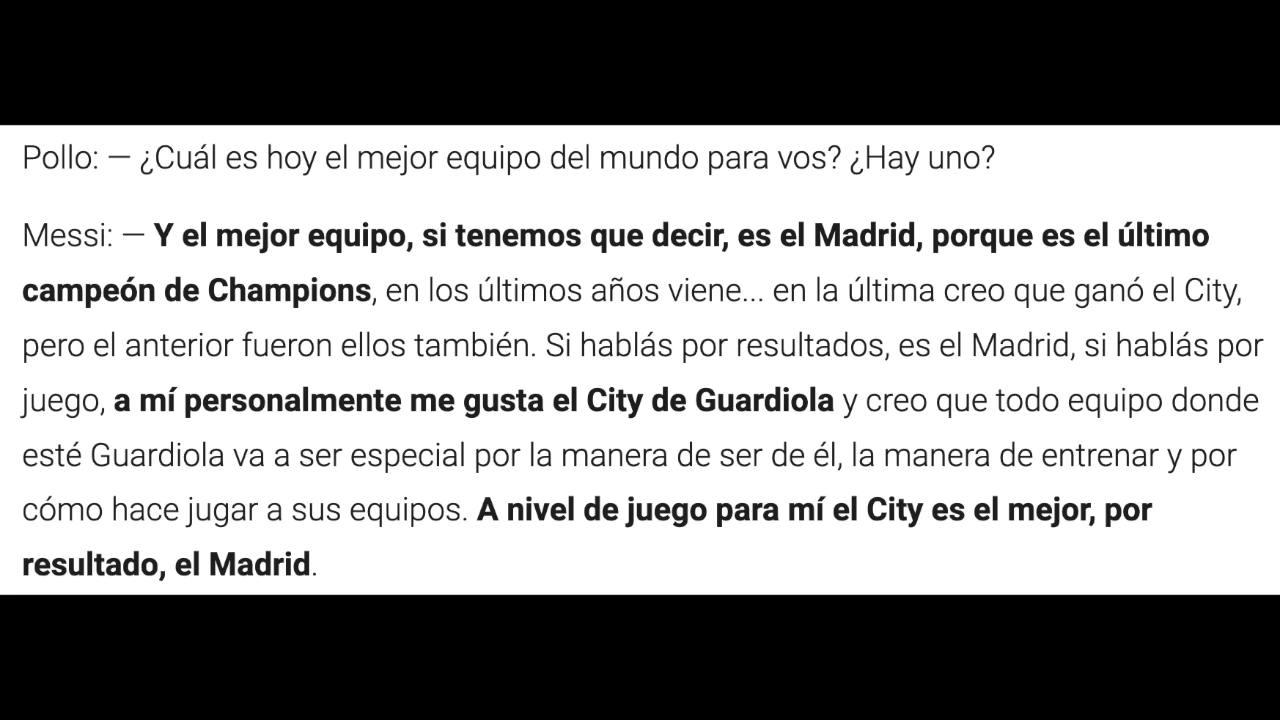 Pollo: — ¿Cuál es hoy el mejor equipo del mundo para vos? ¿Hay uno?
Messi: — Y el mejor equipo, si tenemos que decir, es el Madrid, porque es el último
campeón de Champions, en los últimos años viene... en la última creo que ganó el City,
pero el anterior fueron ellos también. Si hablás por resultados, es el Madrid, si hablás por
juego, a mí personalmente me gusta el City de Guardiola y creo que todo equipo donde
esté Guardiola va a ser especial por la manera de ser de él, la manera de entrenar y por
cómo hace jugar a sus equipos. A nivel de juego para mí el City es el mejor, por
resultado, el Madrid.